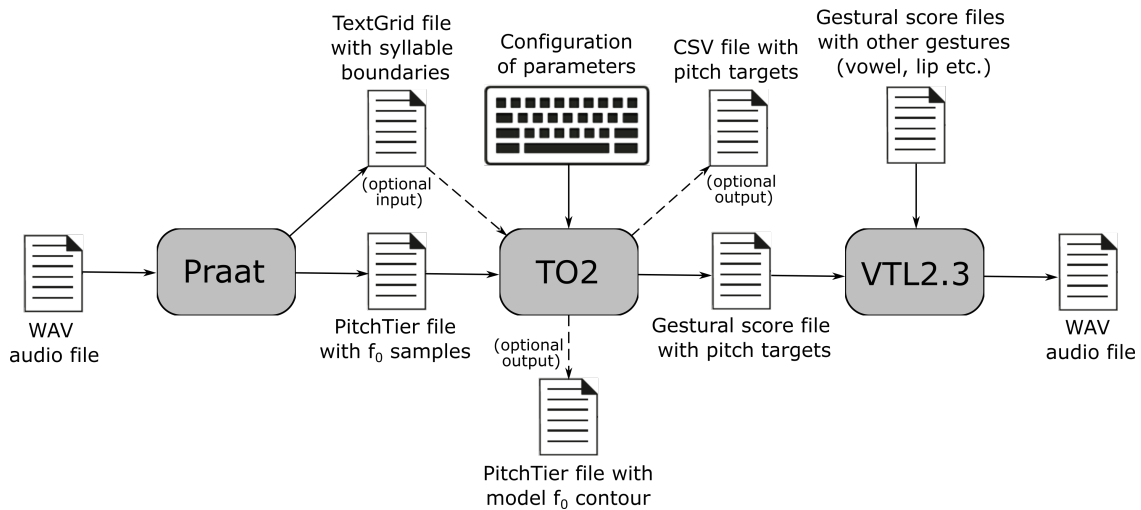 TextGrid file
with syllable
boundaries
(optional
input)
Configuration
of parameters
CSV file with
pitch targets
(optional
output)
Gestural score files
with other gestures
(vowel, lip etc.)
WAV
audio file
Praat
PitchTier file
with f₀ samples
TO2
(optional
output)
PitchTier file with
model f₀ contour
Gestural score file
with pitch targets
VTL2.3
WAV
audio file